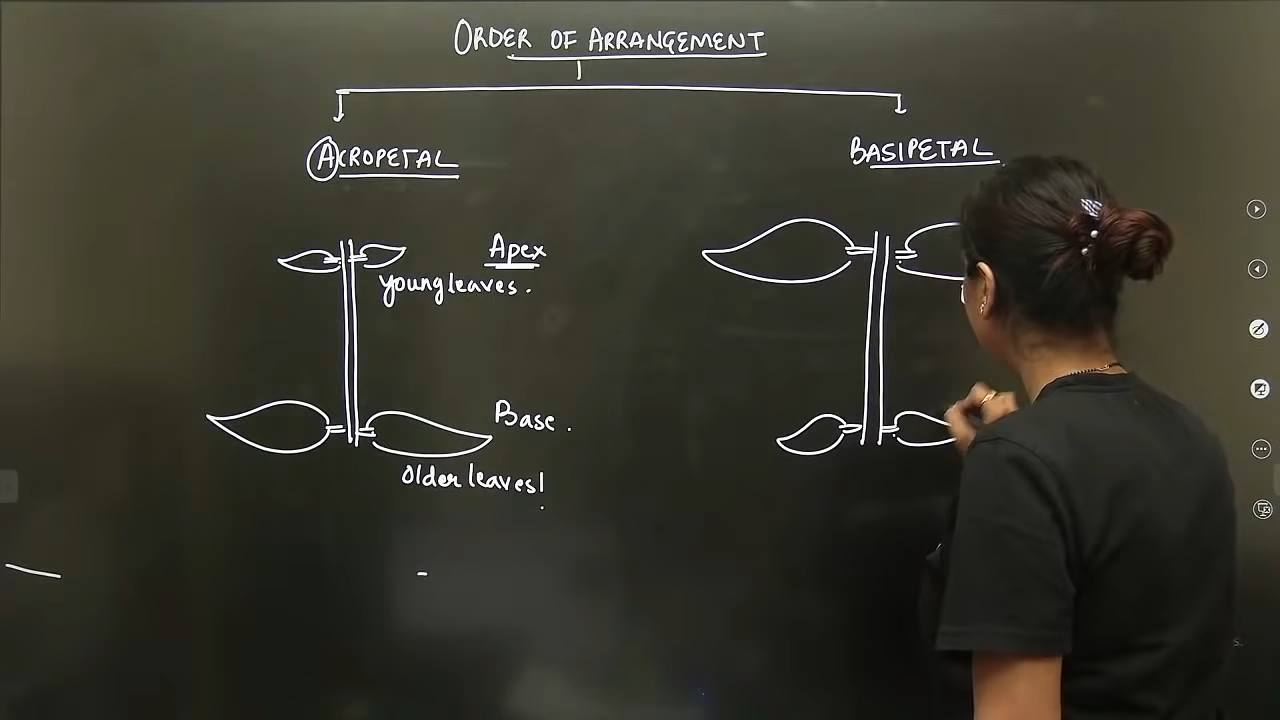 ORDER OF ARRANGEMENT
ACROPETAL
BASIPETAL
Apex
young leaves.
Base.
Older leaves!